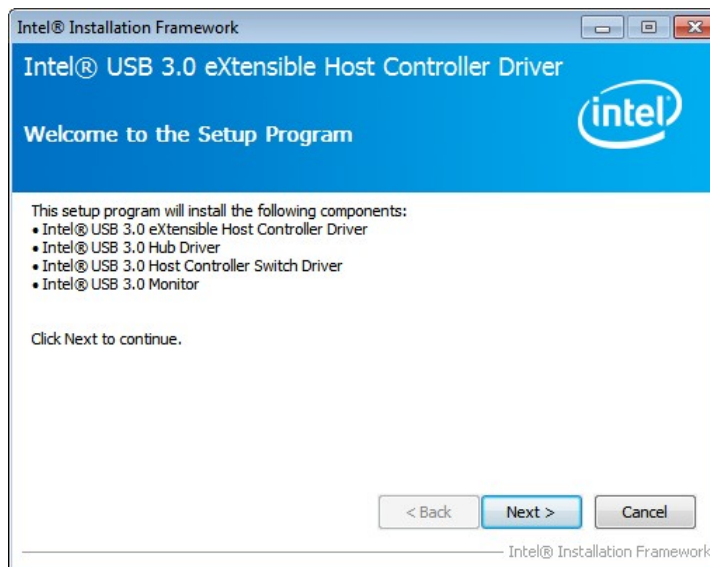 Intel® Installation Framework
Intel® USB 3.0 eXtensible Host Controller Driver
intel
Welcome to the Setup Program
This setup program will install the following components:
• Intel® USB 3.0 eXtensible Host Controller Driver
• Intel® USB 3.0 Hub Driver
• Intel® USB 3.0 Host Controller Switch Driver
• Intel® USB 3.0 Monitor
Click Next to continue.
< Back Next > Cancel
Intel® Installation Framework